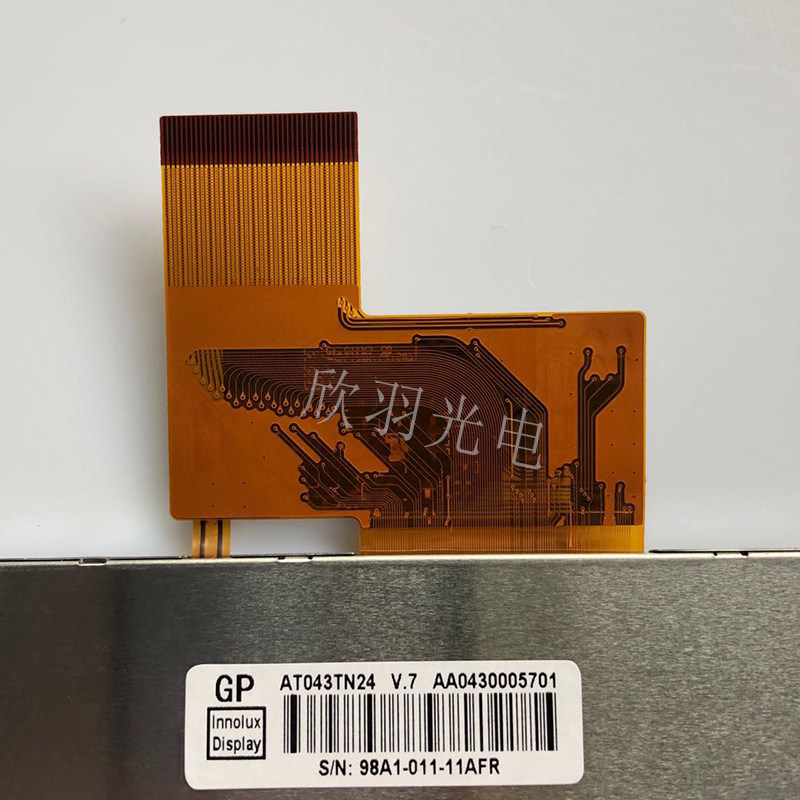 欣羽光电
GP AT043TN24 V.7 AA0430005701
Innolux
Display
S/N: 98A1-011-11AFR